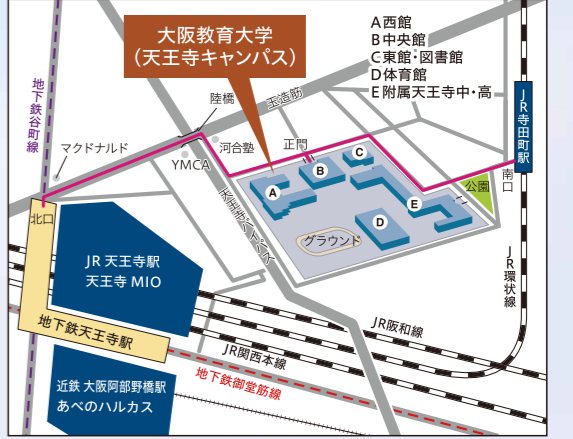 大阪教育大学
（天王寺キャンパス）
A西館
B中央館
C東館・図書館
D体育館
E附属天王寺中・高
地下鉄谷町線
陸橋
玉造筋
JR寺田町駅
マクドナルド
河合塾
正門
YMCA
南口
公園
A
B
C
D
E
天王寺バイパス
グラウンド
北口
JR 天王寺駅
天王寺 MIO
JR環状線
地下鉄天王寺駅
JR阪和線
JR関西本線
地下鉄御堂筋線
近鉄 大阪阿部野橋駅
あべのハルカス